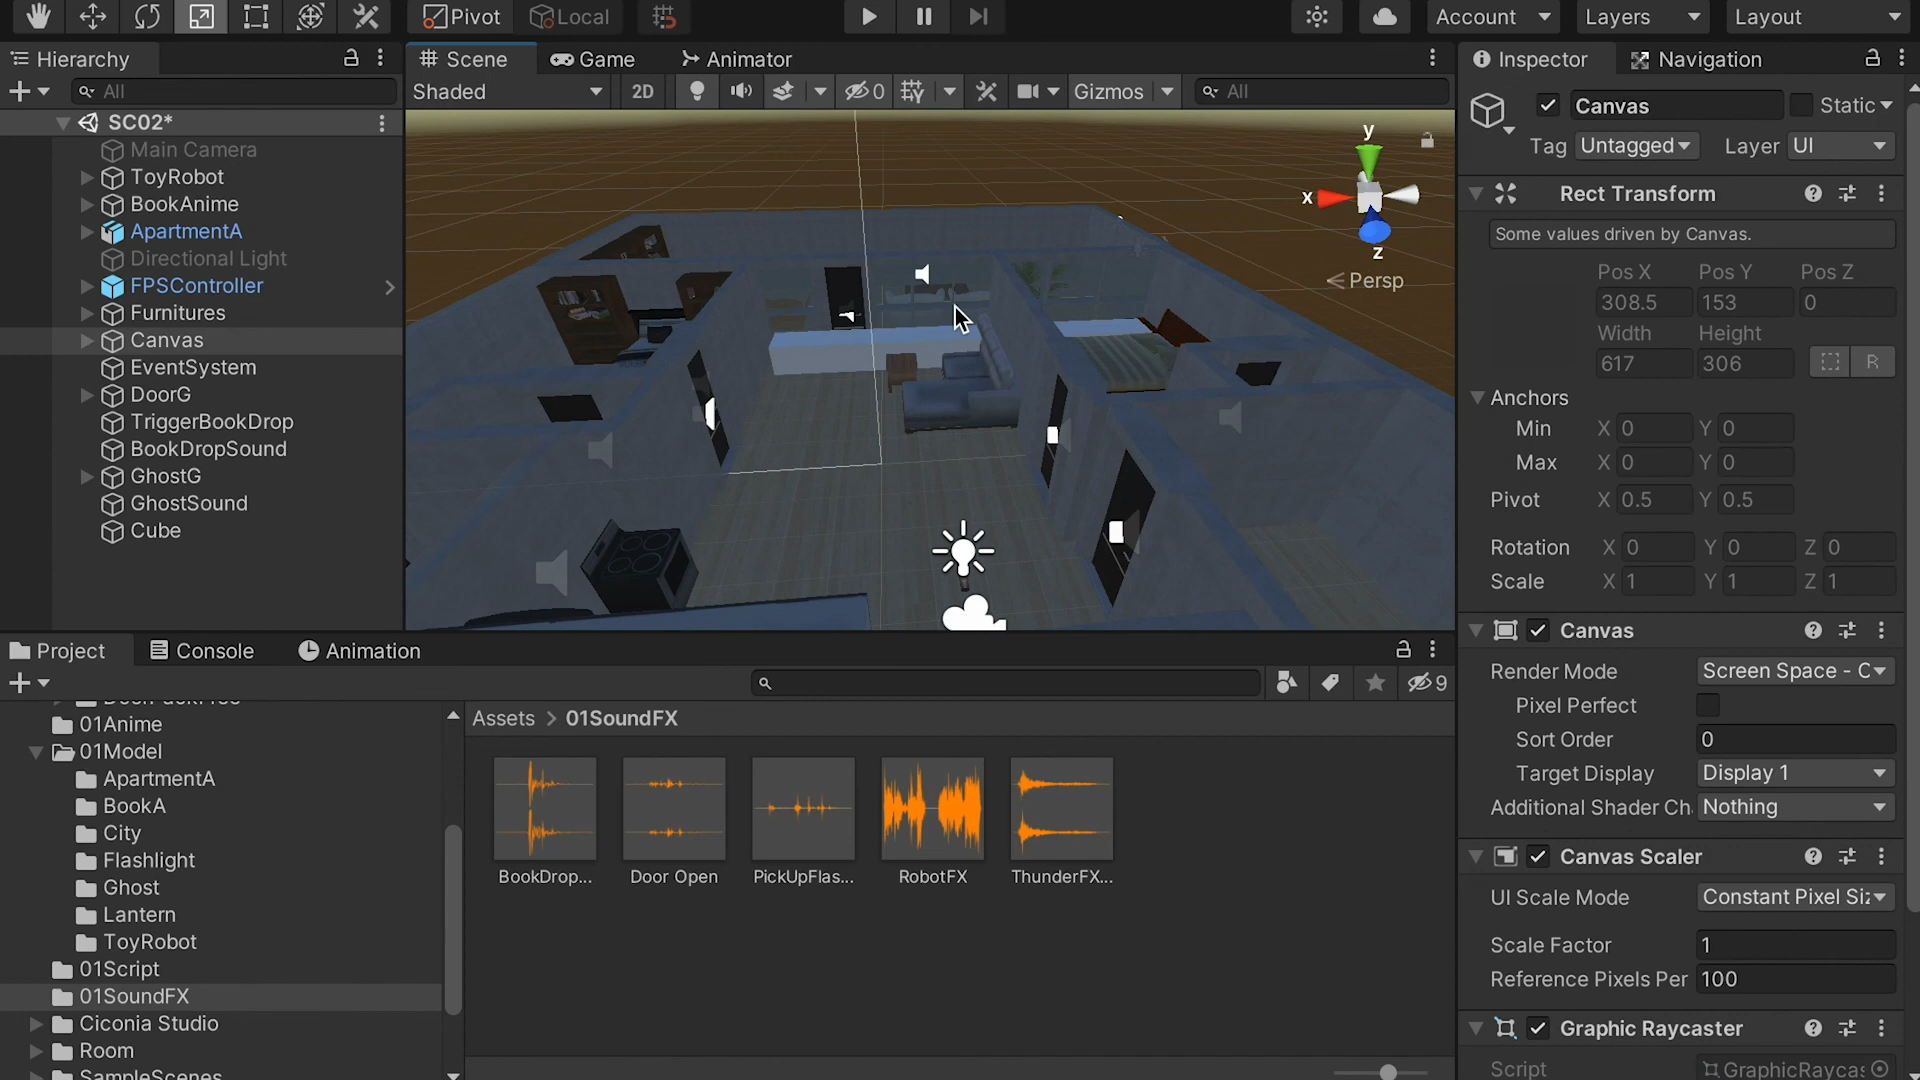 Pivot Local Account Layers Layout
Hierarchy
Scene Game Animator
Inspector Navigation
All
Shaded 2D 0 Gizmos All
Canvas Static
Tag Untagged Layer UI
SC02*
Main Camera
ToyRobot
BookAnime
ApartmentA
Directional Light
FPSController
Furnitures
Canvas
EventSystem
DoorG
TriggerBookDrop
BookDropSound
GhostG
GhostSound
Cube
y
x
z
Persp
Rect Transform
Some values driven by Canvas.
Pos X Pos Y Pos Z
308.5 153 0
Width Height
617 306 R
Anchors
Min X 0 Y 0
Max X 0 Y 0
Pivot X 0.5 Y 0.5
Rotation X 0 Y 0 Z 0
Scale X 1 Y 1 Z 1
Canvas
Render Mode Screen Space - C
Pixel Perfect
Sort Order 0
Target Display Display 1
Additional Shader Ch Nothing
Canvas Scaler
UI Scale Mode Constant Pixel Siz
Scale Factor 1
Reference Pixels Per 100
Graphic Raycaster
Script GraphicRaycas
Project Console Animation
9
01Anime
01Model
ApartmentA
BookA
City
Flashlight
Ghost
Lantern
ToyRobot
01Script
01SoundFX
Ciconia Studio
Room
SampleScenes
Assets > 01SoundFX
BookDrop... Door Open PickUpFlas... RobotFX ThunderFX...